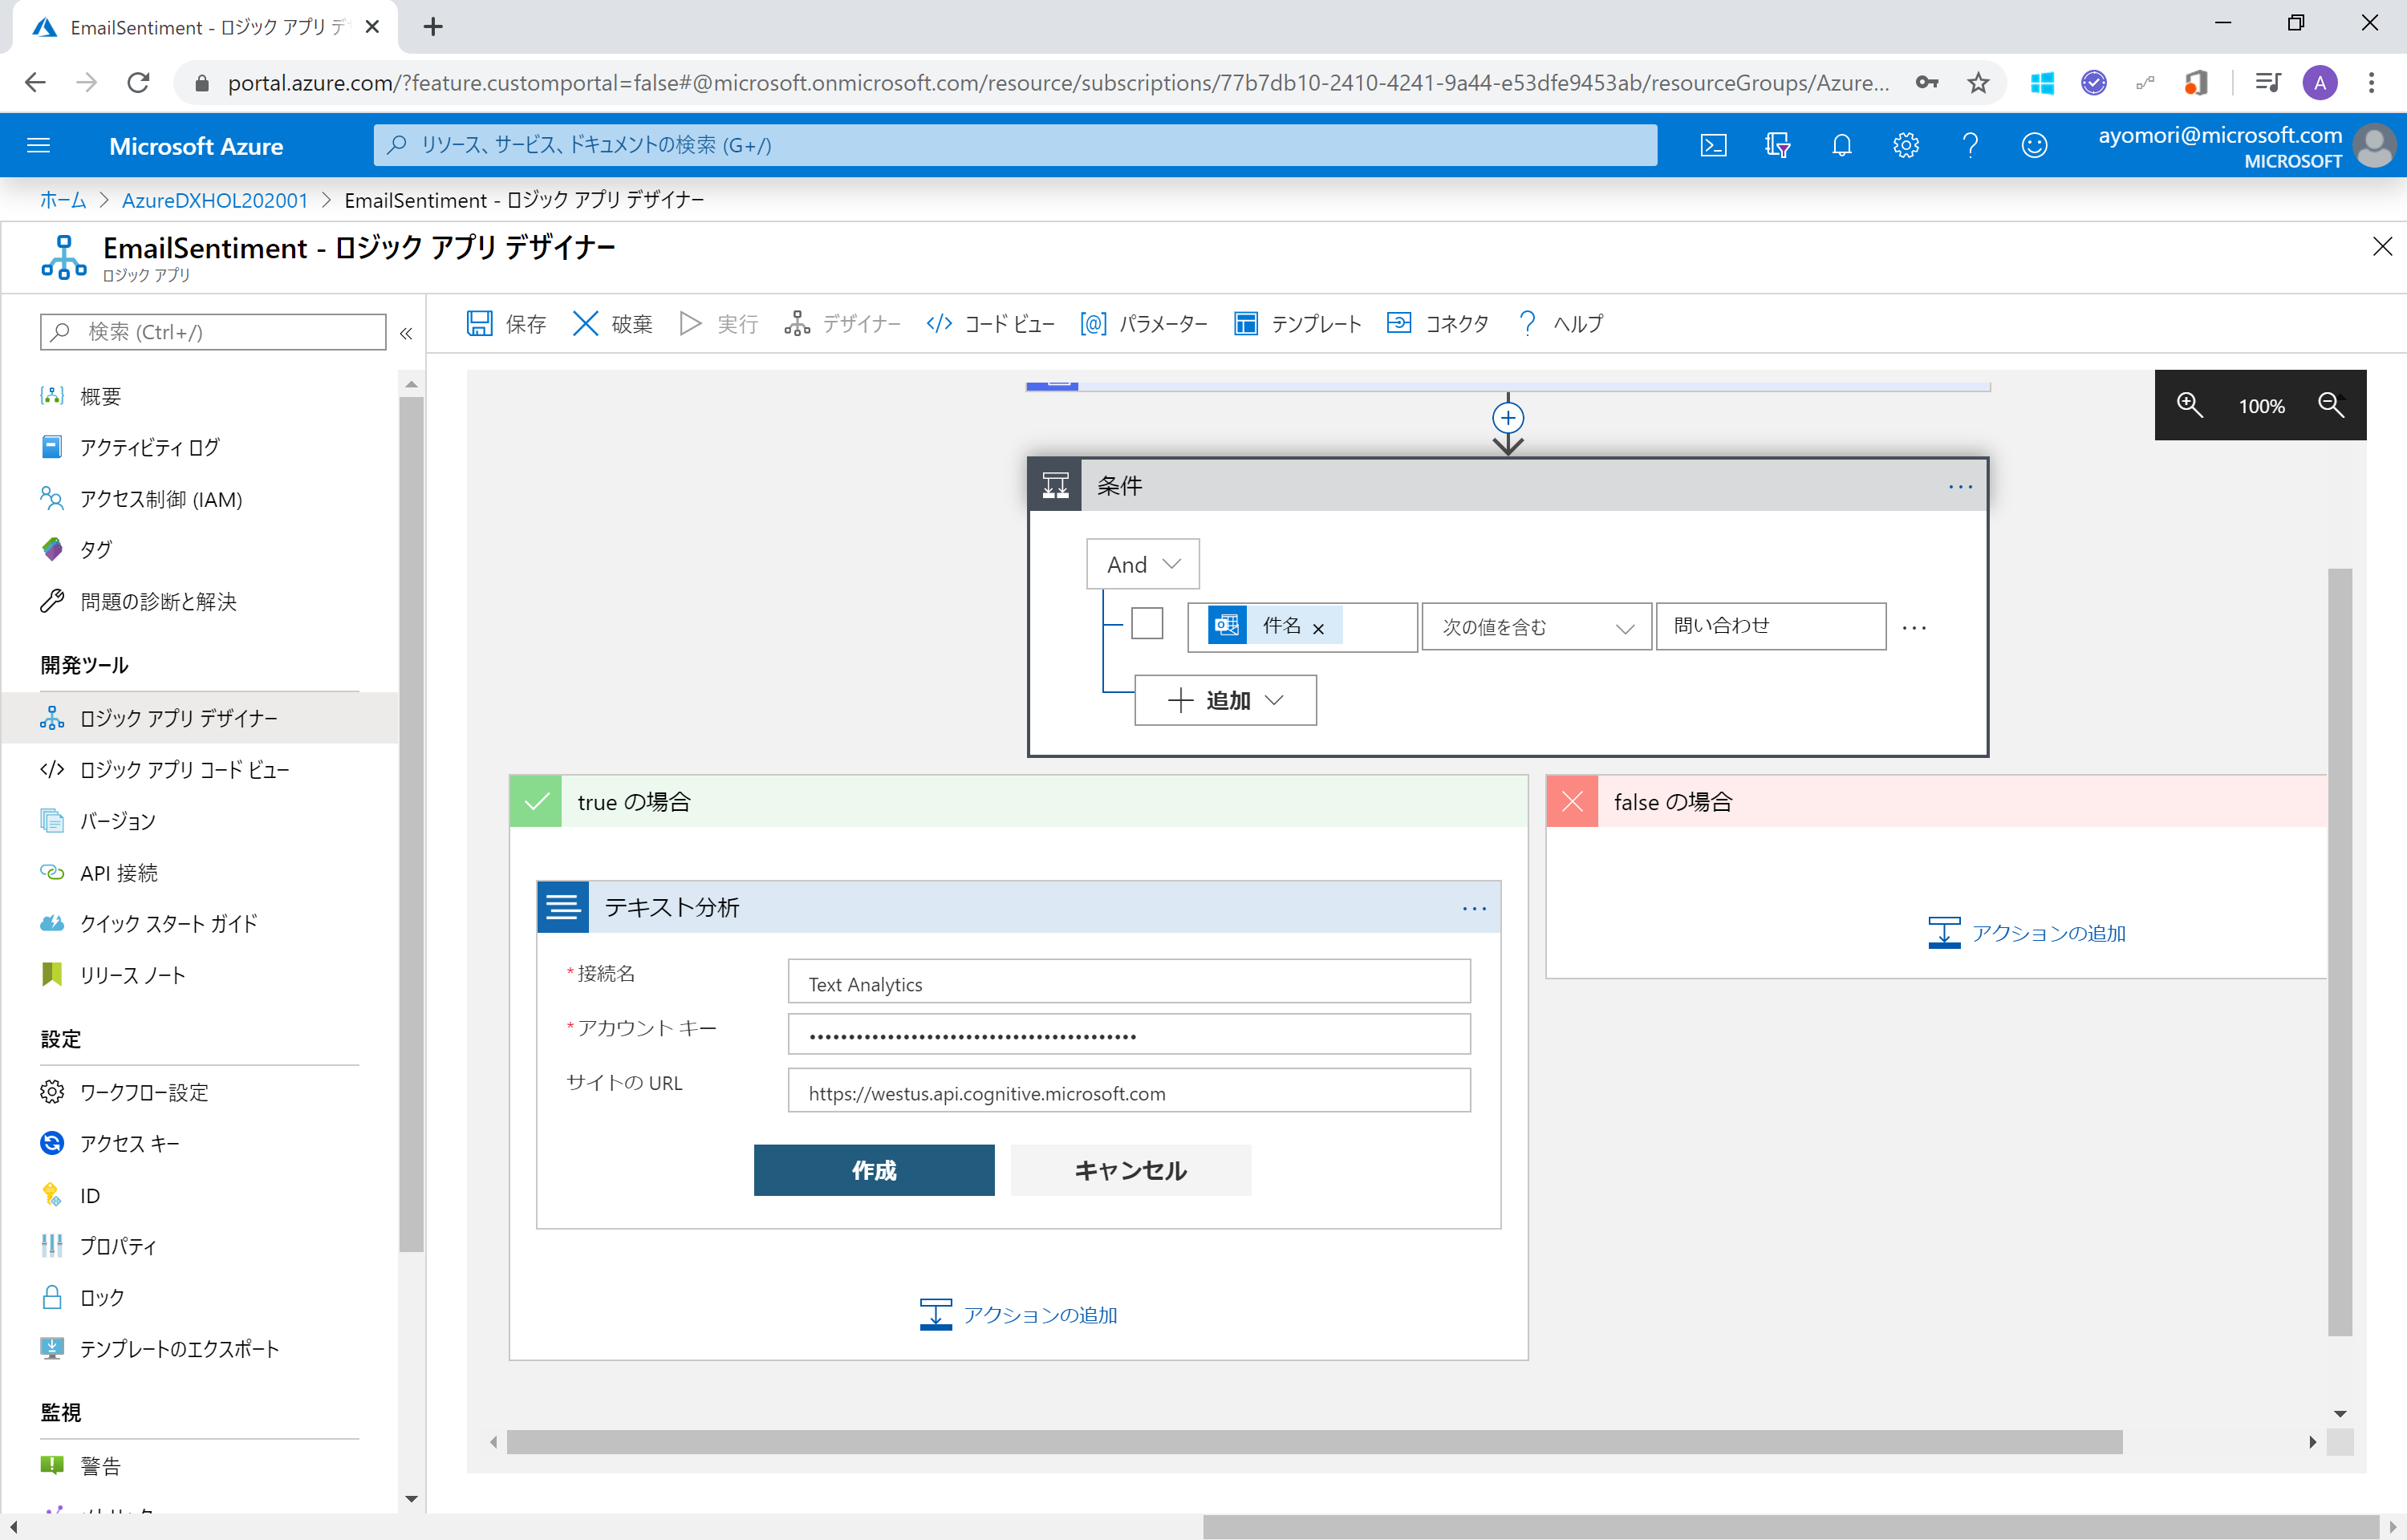 EmailSentiment - ロジック アプリ デ
portal.azure.com/?feature.customportal=false#@microsoft.onmicrosoft.com/resource/subscriptions/77b7db10-2410-4241-9a44-e53dfe9453ab/resourceGroups/Azure...
A
Microsoft Azure
リソース、サービス、ドキュメントの検索 (G+/)
ayomori@microsoft.com
MICROSOFT
ホーム > AzureDXHOL202001 > EmailSentiment - ロジック アプリ デザイナー
EmailSentiment - ロジック アプリ デザイナー
ロジック アプリ
検索 (Ctrl+/)
«
保存
破棄
実行
デザイナー
コード ビュー
パラメーター
テンプレート
コネクタ
ヘルプ
概要
アクティビティ ログ
アクセス制御 (IAM)
タグ
問題の診断と解決
開発ツール
ロジック アプリ デザイナー
ロジック アプリ コード ビュー
バージョン
API 接続
クイック スタート ガイド
リリース ノート
設定
ワークフロー設定
アクセス キー
ID
プロパティ
ロック
テンプレートのエクスポート
監視
警告
100%
条件
...
And
件名 ×
次の値を含む
問い合わせ
...
+ 追加
true の場合
テキスト分析
...
*接続名
Text Analytics
*アカウント キー
••••••••••••••••••••••••••••••••••••••••••
サイトの URL
https://westus.api.cognitive.microsoft.com
作成
キャンセル
アクションの追加
false の場合
アクションの追加